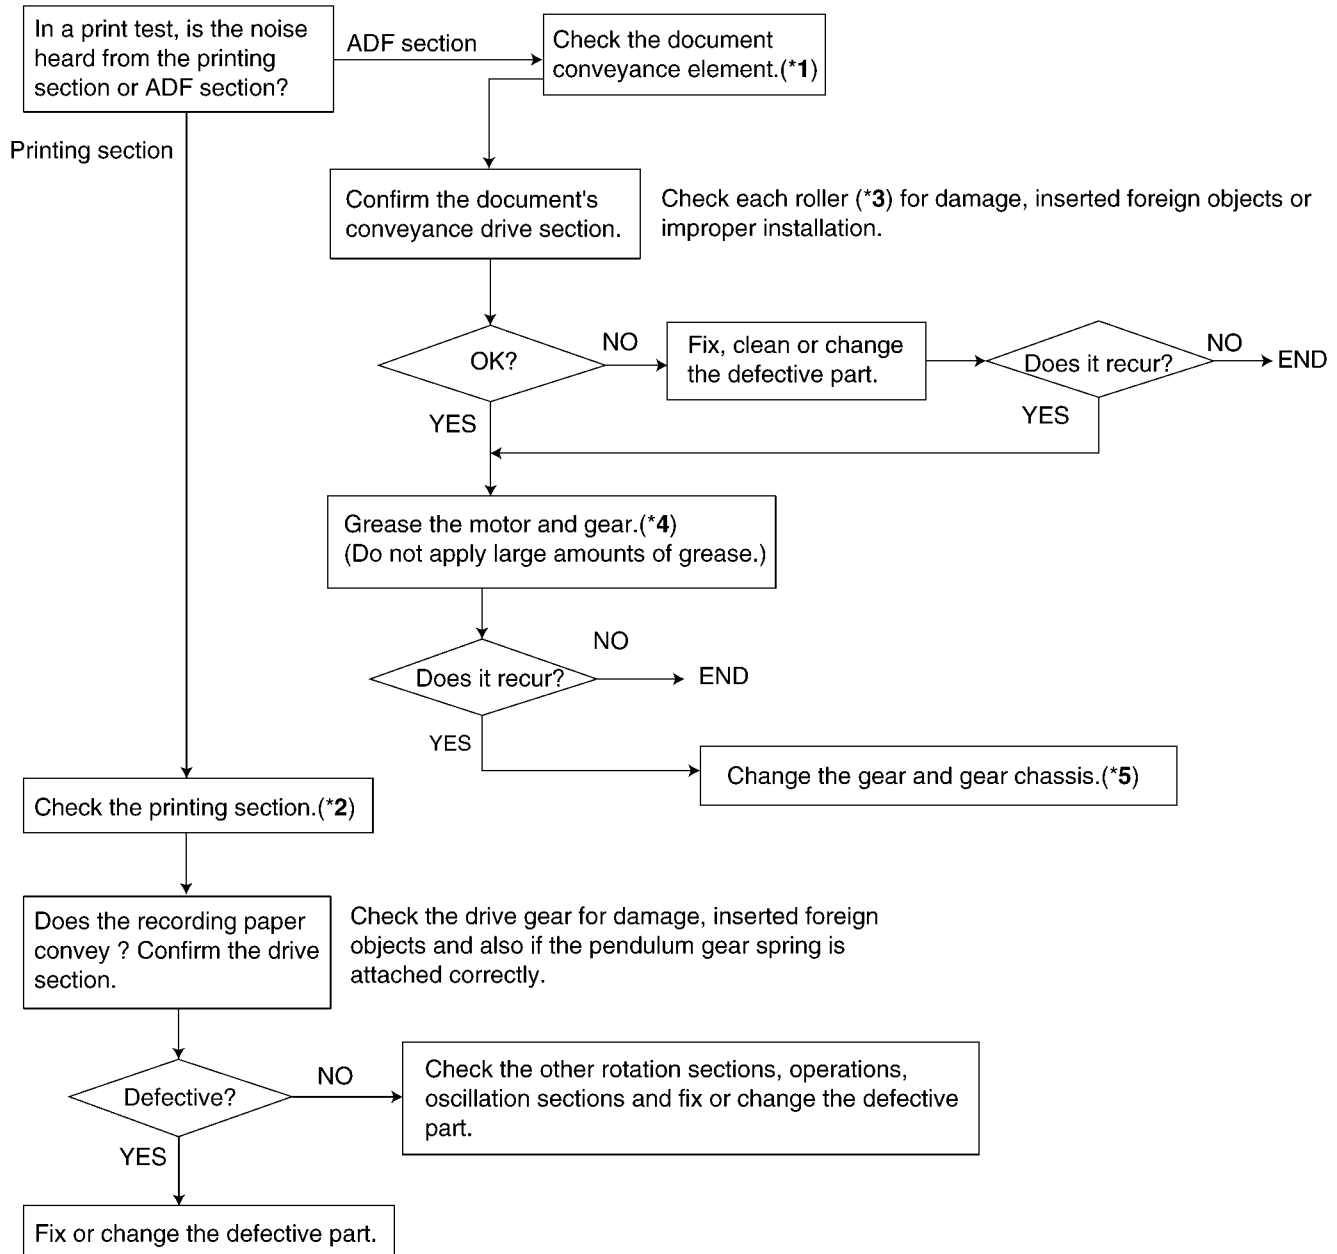 In a print test, is the noise
heard from the printing
section or ADF section?
ADF section
Check the document
conveyance element.(*1)
Printing section
Confirm the document's
conveyance drive section.
Check each roller (*3) for damage, inserted foreign objects or
improper installation.
OK?
NO
Fix, clean or change
the defective part.
Does it recur?
NO
END
YES
YES
Grease the motor and gear.(*4)
(Do not apply large amounts of grease.)
Does it recur?
NO
END
YES
Change the gear and gear chassis.(*5)
Check the printing section.(*2)
Does the recording paper
convey ? Confirm the drive
section.
Check the drive gear for damage, inserted foreign
objects and also if the pendulum gear spring is
attached correctly.
Defective?
NO
Check the other rotation sections, operations,
oscillation sections and fix or change the defective
part.
YES
Fix or change the defective part.